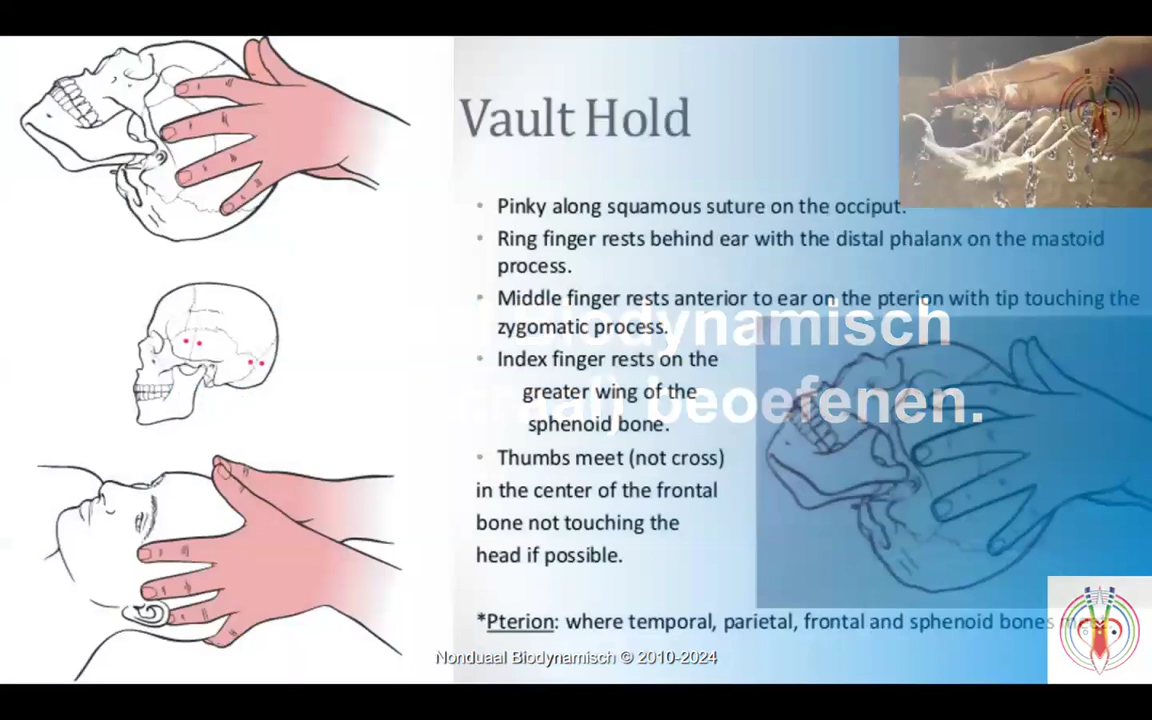 Vault Hold
• Pinky along squamous suture on the occiput.
• Ring finger rests behind ear with the distal phalanx on the mastoid
process.
• Middle finger rests anterior to ear on the pterion with tip touching the
zygomatic process.
Biodynamisch
• Index finger rests on the
greater wing of the
beoefenen.
sphenoid bone.
• Thumbs meet (not cross)
in the center of the frontal
bone not touching the
head if possible.
*Pterion: where temporal, parietal, frontal and sphenoid bones
Nonduaal Biodynamisch © 2010-2024